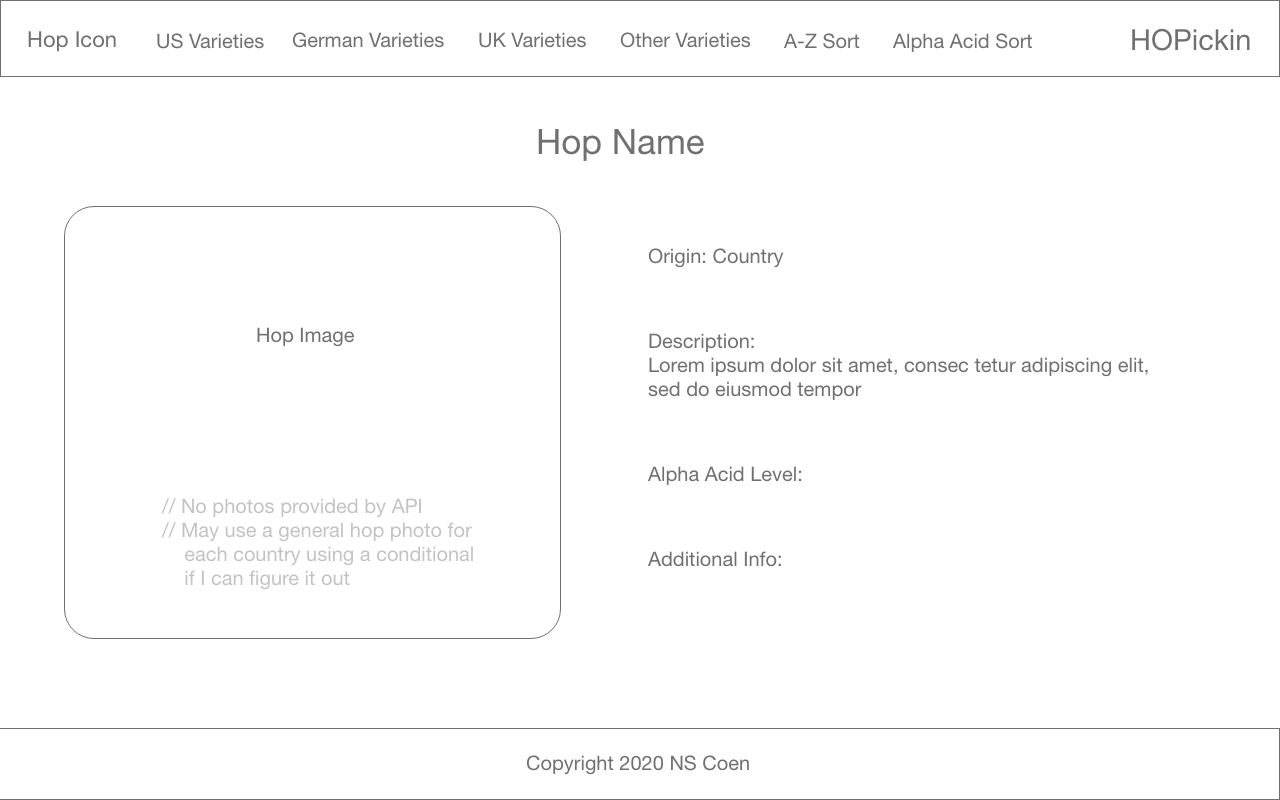 Hop Icon US Varieties German Varieties UK Varieties Other Varieties A-Z Sort Alpha Acid Sort HOPickin
Hop Name
Hop Image
// No photos provided by API
// May use a general hop photo for
each country using a conditional
if I can figure it out
Origin: Country
Description:
Lorem ipsum dolor sit amet, consec tetur adipiscing elit,
sed do eiusmod tempor
Alpha Acid Level:
Additional Info:
Copyright 2020 NS Coen